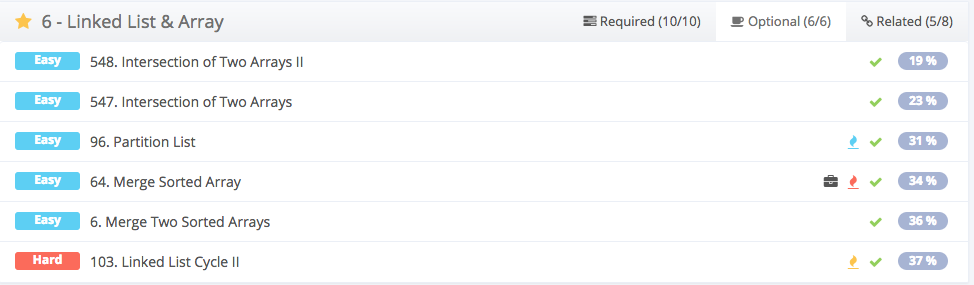 6 - Linked List & Array Required (10/10) Optional (6/6) Related (5/8)
Easy 548. Intersection of Two Arrays II 19 %
Easy 547. Intersection of Two Arrays 23 %
Easy 96. Partition List 31 %
Easy 64. Merge Sorted Array 34 %
Easy 6. Merge Two Sorted Arrays 36 %
Hard 103. Linked List Cycle II 37 %